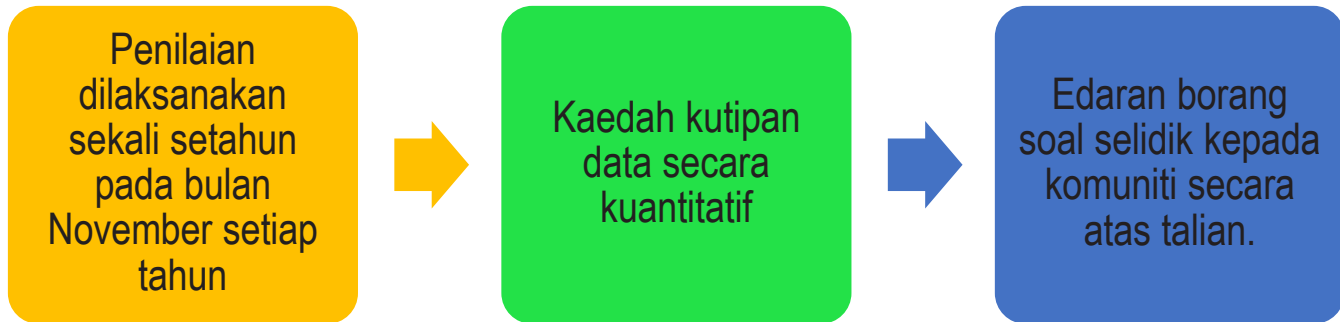 Penilaian
dilaksanakan
sekali setahun
pada bulan
November setiap
tahun
Kaedah kutipan
data secara
kuantitatif
Edaran borang
soal selidik kepada
komuniti secara
atas talian.